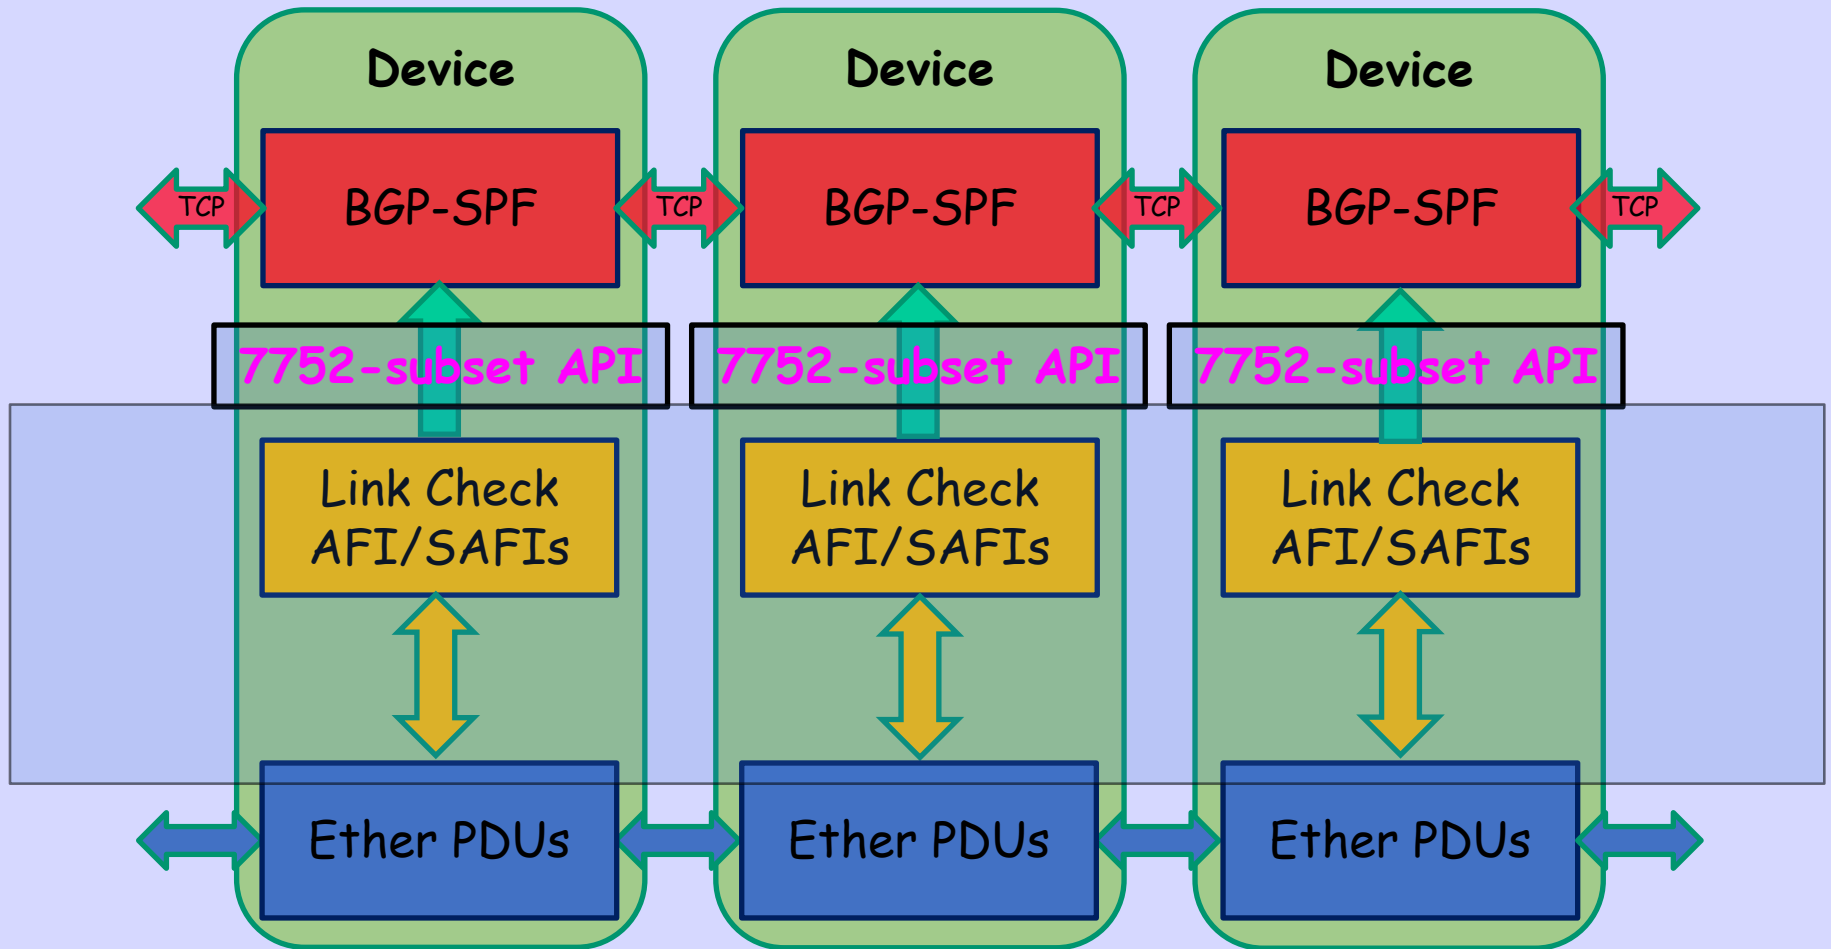 Device Device Device
TCP BGP-SPF TCP BGP-SPF TCP BGP-SPF TCP
7752-subset API 7752-subset API 7752-subset API
Link Check Link Check Link Check
AFI/SAFIs AFI/SAFIs AFI/SAFIs
Ether PDUs Ether PDUs Ether PDUs